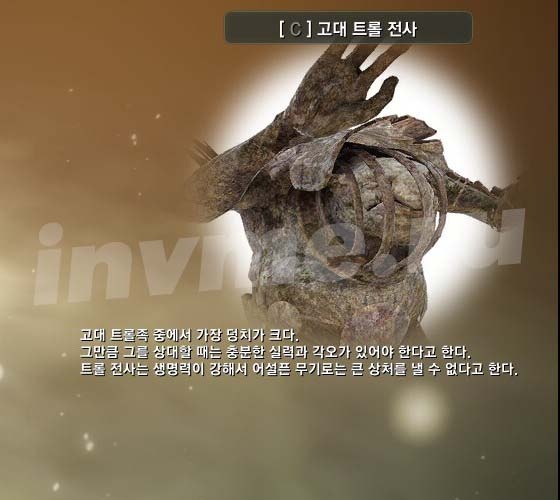 [ C ] 고대 트롤 전사
invme.ru
고대 트롤족 중에서 가장 덩치가 크다.
그만큼 그를 상대할 때는 충분한 실력과 각오가 있어야 한다고 한다.
트롤 전사는 생명력이 강해서 어설픈 무기로는 큰 상처를 낼 수 없다고 한다.